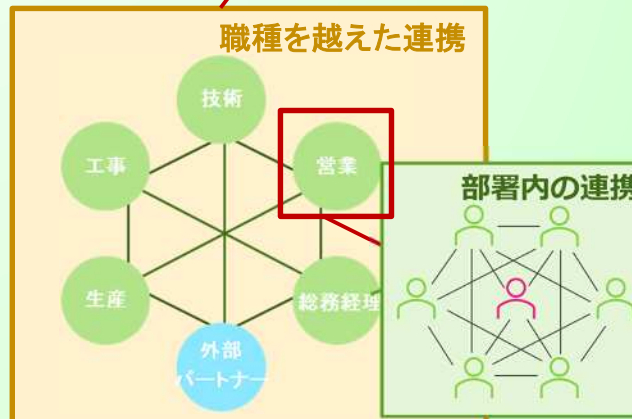 職種を越えた連携
技術
工事
営業
部署内の連携
生産
総務経理
外部
パートナー